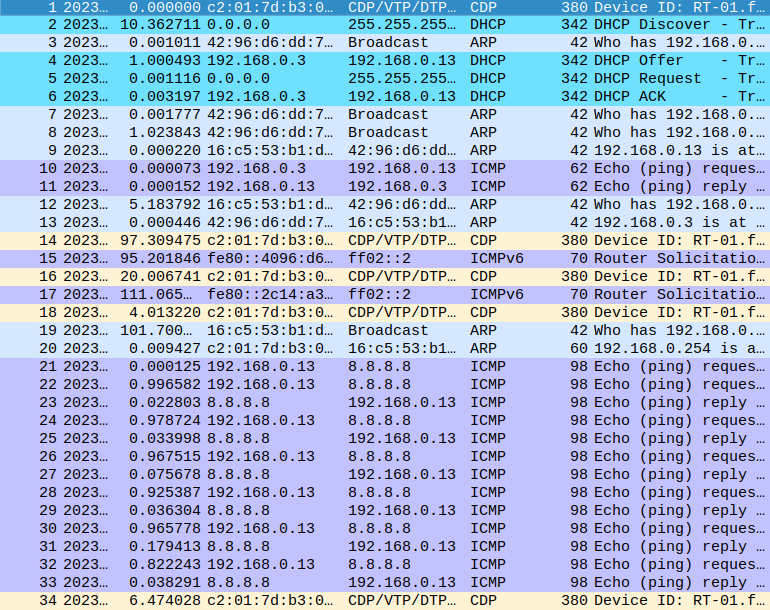 1 2023… 0.000000 c2:01:7d:b3:0… CDP/VTP/DTP… CDP 380 Device ID: RT-01.f…
2 2023… 10.362711 0.0.0.0 255.255.255… DHCP 342 DHCP Discover - Tr…
3 2023… 0.001011 42:96:d6:dd:7… Broadcast ARP 42 Who has 192.168.0.…
4 2023… 1.000493 192.168.0.3 192.168.0.13 DHCP 342 DHCP Offer - Tr…
5 2023… 0.001116 0.0.0.0 255.255.255… DHCP 342 DHCP Request - Tr…
6 2023… 0.003197 192.168.0.3 192.168.0.13 DHCP 342 DHCP ACK - Tr…
7 2023… 0.001777 42:96:d6:dd:7… Broadcast ARP 42 Who has 192.168.0.…
8 2023… 1.023843 42:96:d6:dd:7… Broadcast ARP 42 Who has 192.168.0.…
9 2023… 0.000220 16:c5:53:b1:d… 42:96:d6:dd… ARP 42 192.168.0.13 is at…
10 2023… 0.000073 192.168.0.3 192.168.0.13 ICMP 62 Echo (ping) reques…
11 2023… 0.000152 192.168.0.13 192.168.0.3 ICMP 62 Echo (ping) reply …
12 2023… 5.183792 16:c5:53:b1:d… 42:96:d6:dd… ARP 42 Who has 192.168.0.…
13 2023… 0.000446 42:96:d6:dd:7… 16:c5:53:b1… ARP 42 192.168.0.3 is at …
14 2023… 97.309475 c2:01:7d:b3:0… CDP/VTP/DTP… CDP 380 Device ID: RT-01.f…
15 2023… 95.201846 fe80::4096:d6… ff02::2 ICMPv6 70 Router Solicitatio…
16 2023… 20.006741 c2:01:7d:b3:0… CDP/VTP/DTP… CDP 380 Device ID: RT-01.f…
17 2023… 111.065… fe80::2c14:a3… ff02::2 ICMPv6 70 Router Solicitatio…
18 2023… 4.013220 c2:01:7d:b3:0… CDP/VTP/DTP… CDP 380 Device ID: RT-01.f…
19 2023… 101.700… 16:c5:53:b1:d… Broadcast ARP 42 Who has 192.168.0.…
20 2023… 0.009427 c2:01:7d:b3:0… 16:c5:53:b1… ARP 60 192.168.0.254 is a…
21 2023… 0.000125 192.168.0.13 8.8.8.8 ICMP 98 Echo (ping) reques…
22 2023… 0.996582 192.168.0.13 8.8.8.8 ICMP 98 Echo (ping) reques…
23 2023… 0.022803 8.8.8.8 192.168.0.13 ICMP 98 Echo (ping) reply …
24 2023… 0.978724 192.168.0.13 8.8.8.8 ICMP 98 Echo (ping) reques…
25 2023… 0.033998 8.8.8.8 192.168.0.13 ICMP 98 Echo (ping) reply …
26 2023… 0.967515 192.168.0.13 8.8.8.8 ICMP 98 Echo (ping) reques…
27 2023… 0.075678 8.8.8.8 192.168.0.13 ICMP 98 Echo (ping) reply …
28 2023… 0.925387 192.168.0.13 8.8.8.8 ICMP 98 Echo (ping) reques…
29 2023… 0.036304 8.8.8.8 192.168.0.13 ICMP 98 Echo (ping) reply …
30 2023… 0.965778 192.168.0.13 8.8.8.8 ICMP 98 Echo (ping) reques…
31 2023… 0.179413 8.8.8.8 192.168.0.13 ICMP 98 Echo (ping) reply …
32 2023… 0.822243 192.168.0.13 8.8.8.8 ICMP 98 Echo (ping) reques…
33 2023… 0.038291 8.8.8.8 192.168.0.13 ICMP 98 Echo (ping) reply …
34 2023… 6.474028 c2:01:7d:b3:0… CDP/VTP/DTP… CDP 380 Device ID: RT-01.f…